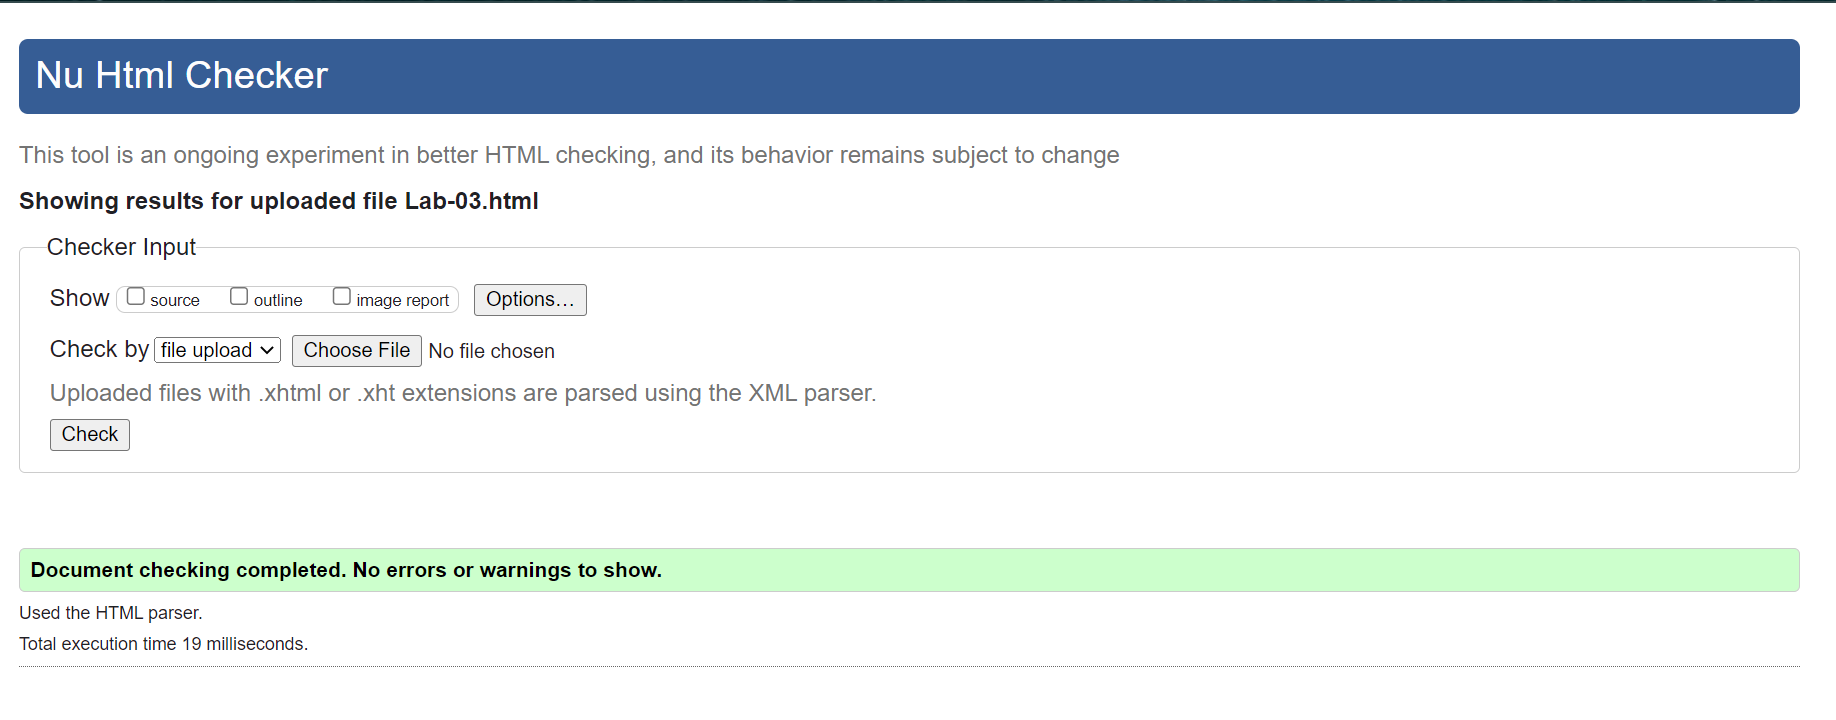 Nu Html Checker
This tool is an ongoing experiment in better HTML checking, and its behavior remains subject to change
Showing results for uploaded file Lab-03.html
Checker Input
Show source outline image report Options...
Check by file upload Choose File No file chosen
Uploaded files with .xhtml or .xht extensions are parsed using the XML parser.
Check
Document checking completed. No errors or warnings to show.
Used the HTML parser.
Total execution time 19 milliseconds.